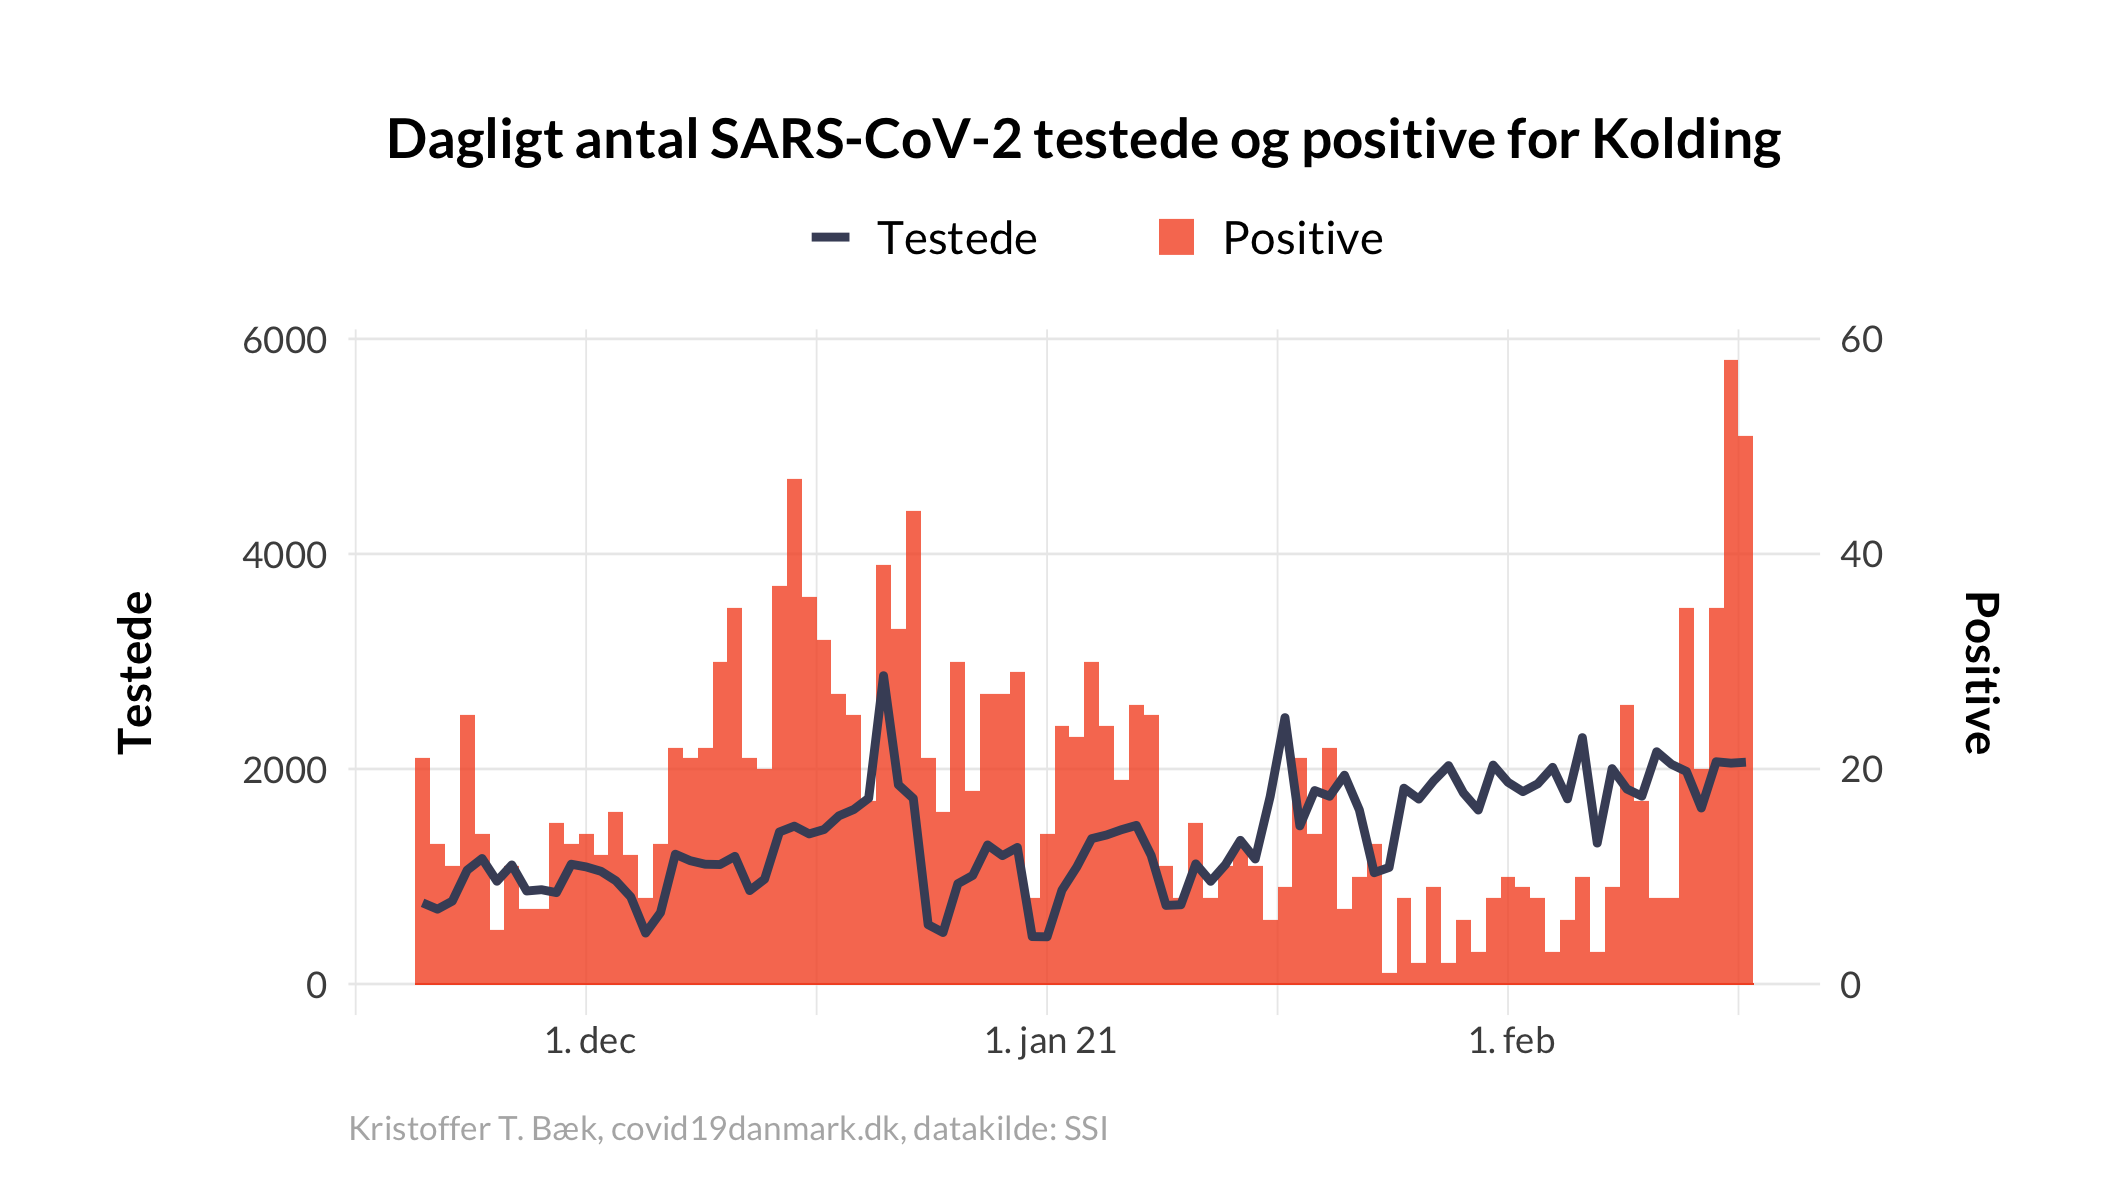 Dagligt antal SARS-CoV-2 testede og positive for Kolding
Testede
Positive
6000
4000
2000
0
60
40
20
0
Testede
Positive
1. dec
1. jan 21
1. feb
Kristoffer T. Bæk, covid19danmark.dk, datakilde: SSI